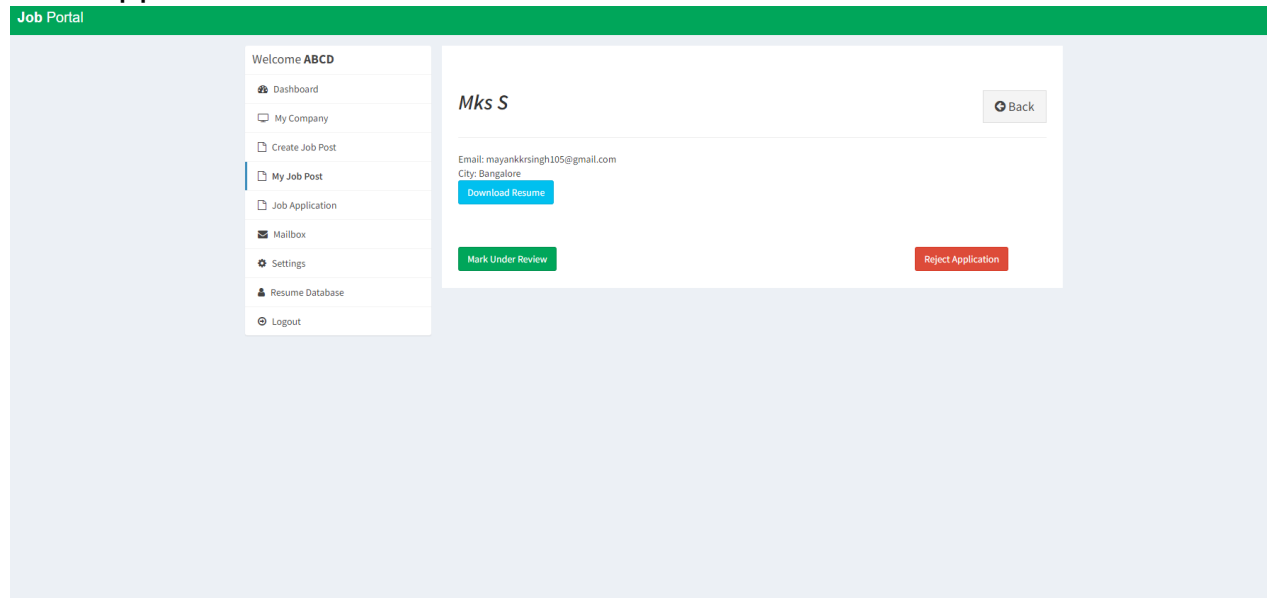 Job Portal
Welcome ABCD
Dashboard
My Company
Create Job Post
My Job Post
Job Application
Mailbox
Settings
Resume Database
Logout
Mks S
Back
Email: mayankkrsingh105@gmail.com
City: Bangalore
Download Resume
Mark Under Review
Reject Application